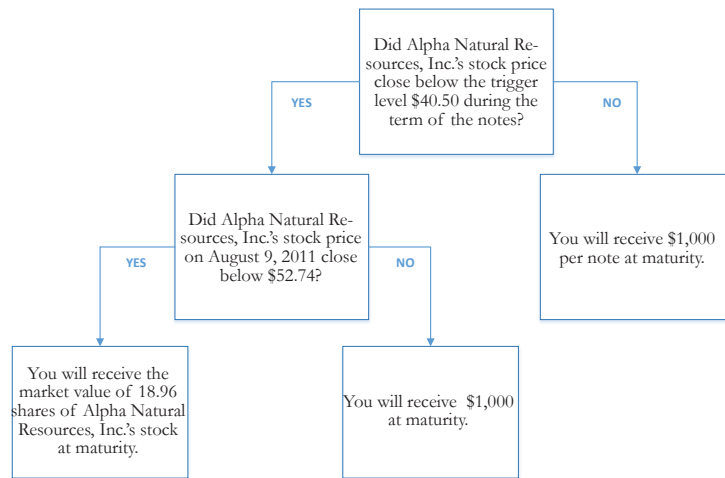 Did Alpha Natural Re-
sources, Inc.'s stock price
close below the trigger
level $40.50 during the
term of the notes?
YES
NO
Did Alpha Natural Re-
sources, Inc.'s stock price
on August 9, 2011 close
below $52.74?
You will receive $1,000
per note at maturity.
YES
NO
You will receive the
market value of 18.96
shares of Alpha Natural
Resources, Inc.'s stock
at maturity.
You will receive $1,000
at maturity.